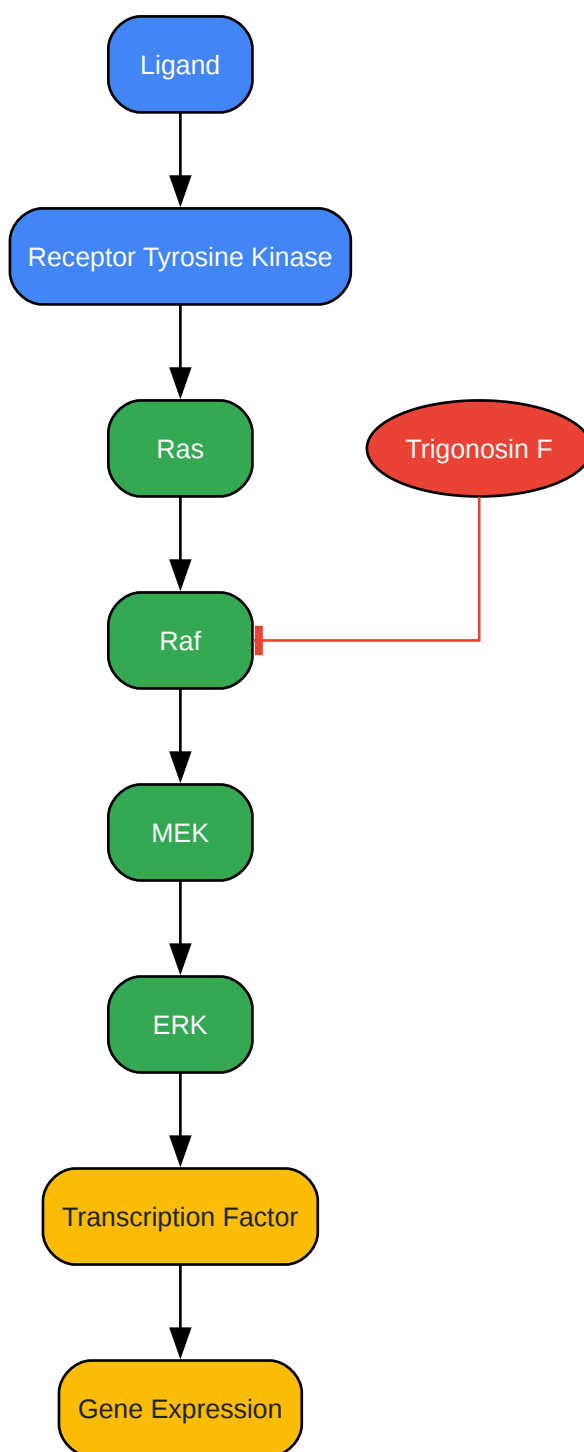 Ligand
Receptor Tyrosine Kinase
Ras
Trigonosin F
Raf
MEK
ERK
Transcription Factor
Gene Expression